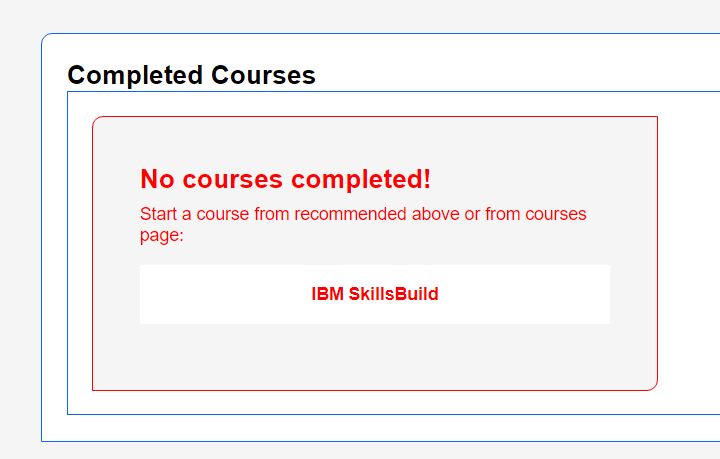 Completed Courses
No courses completed!
Start a course from recommended above or from courses
page:
IBM SkillsBuild